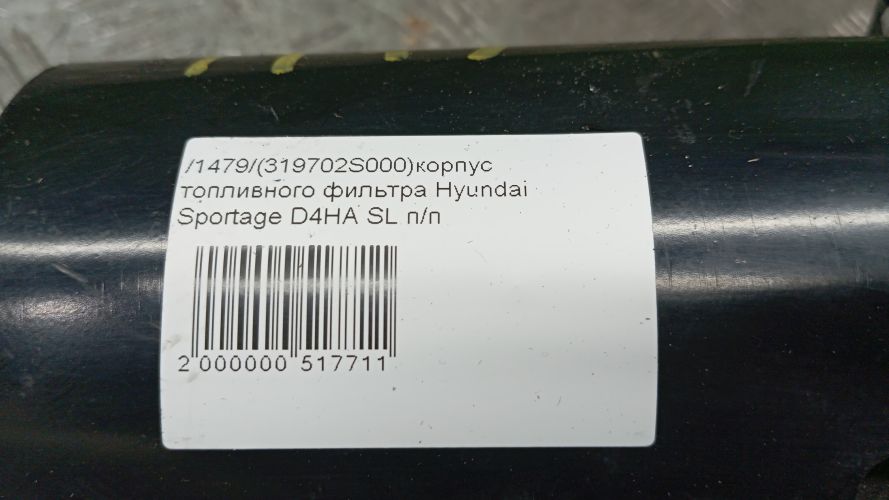 /1479/(319702S000)корпус
топливного фильтра Hyundai
Sportage D4HA SL п/п
2 000000 517711